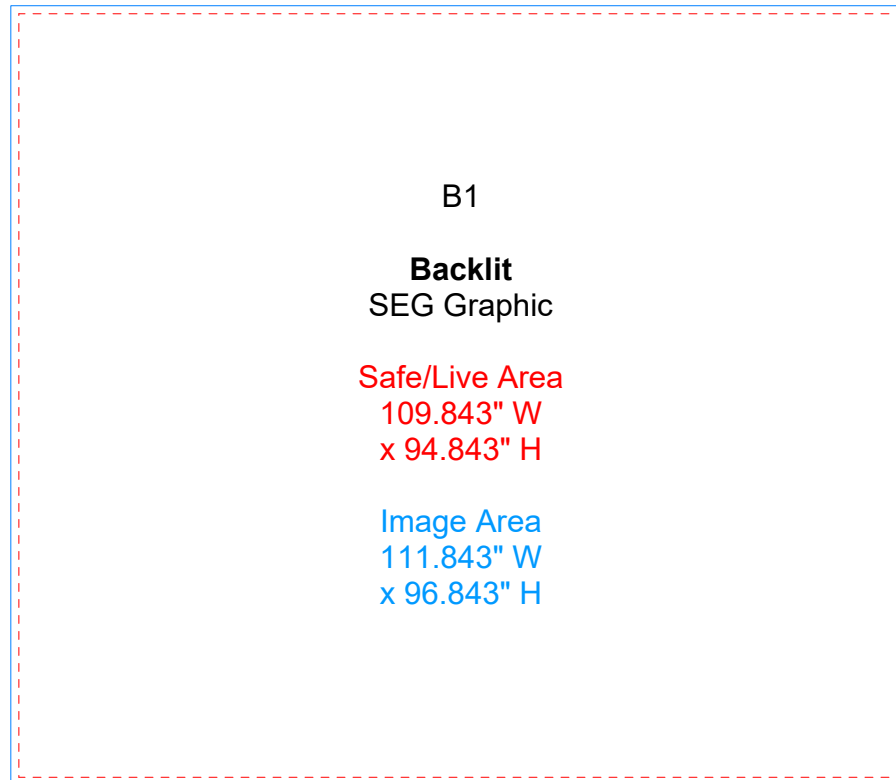 B1
Backlit
SEG Graphic
Safe/Live Area
109.843" W
x 94.843" H
Image Area
111.843" W
x 96.843" H